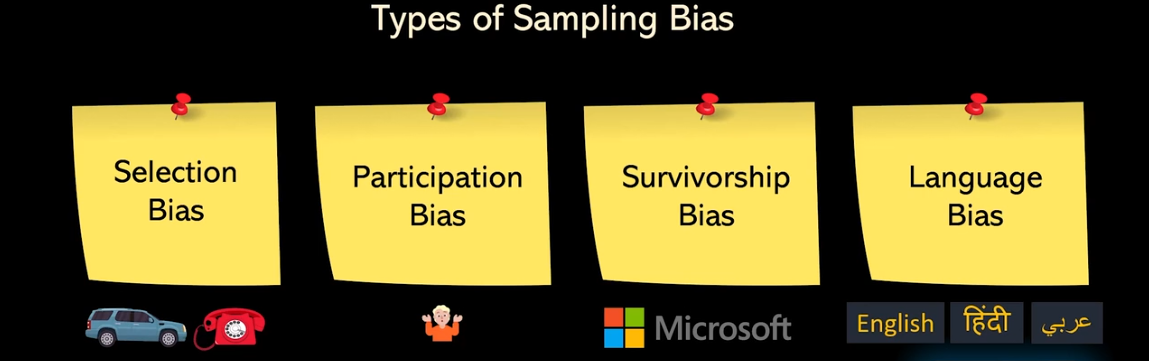 Types of Sampling Bias
Selection
Bias
Participation
Bias
Survivorship
Bias
Language
Bias
Microsoft
English
हिंदी
عربي